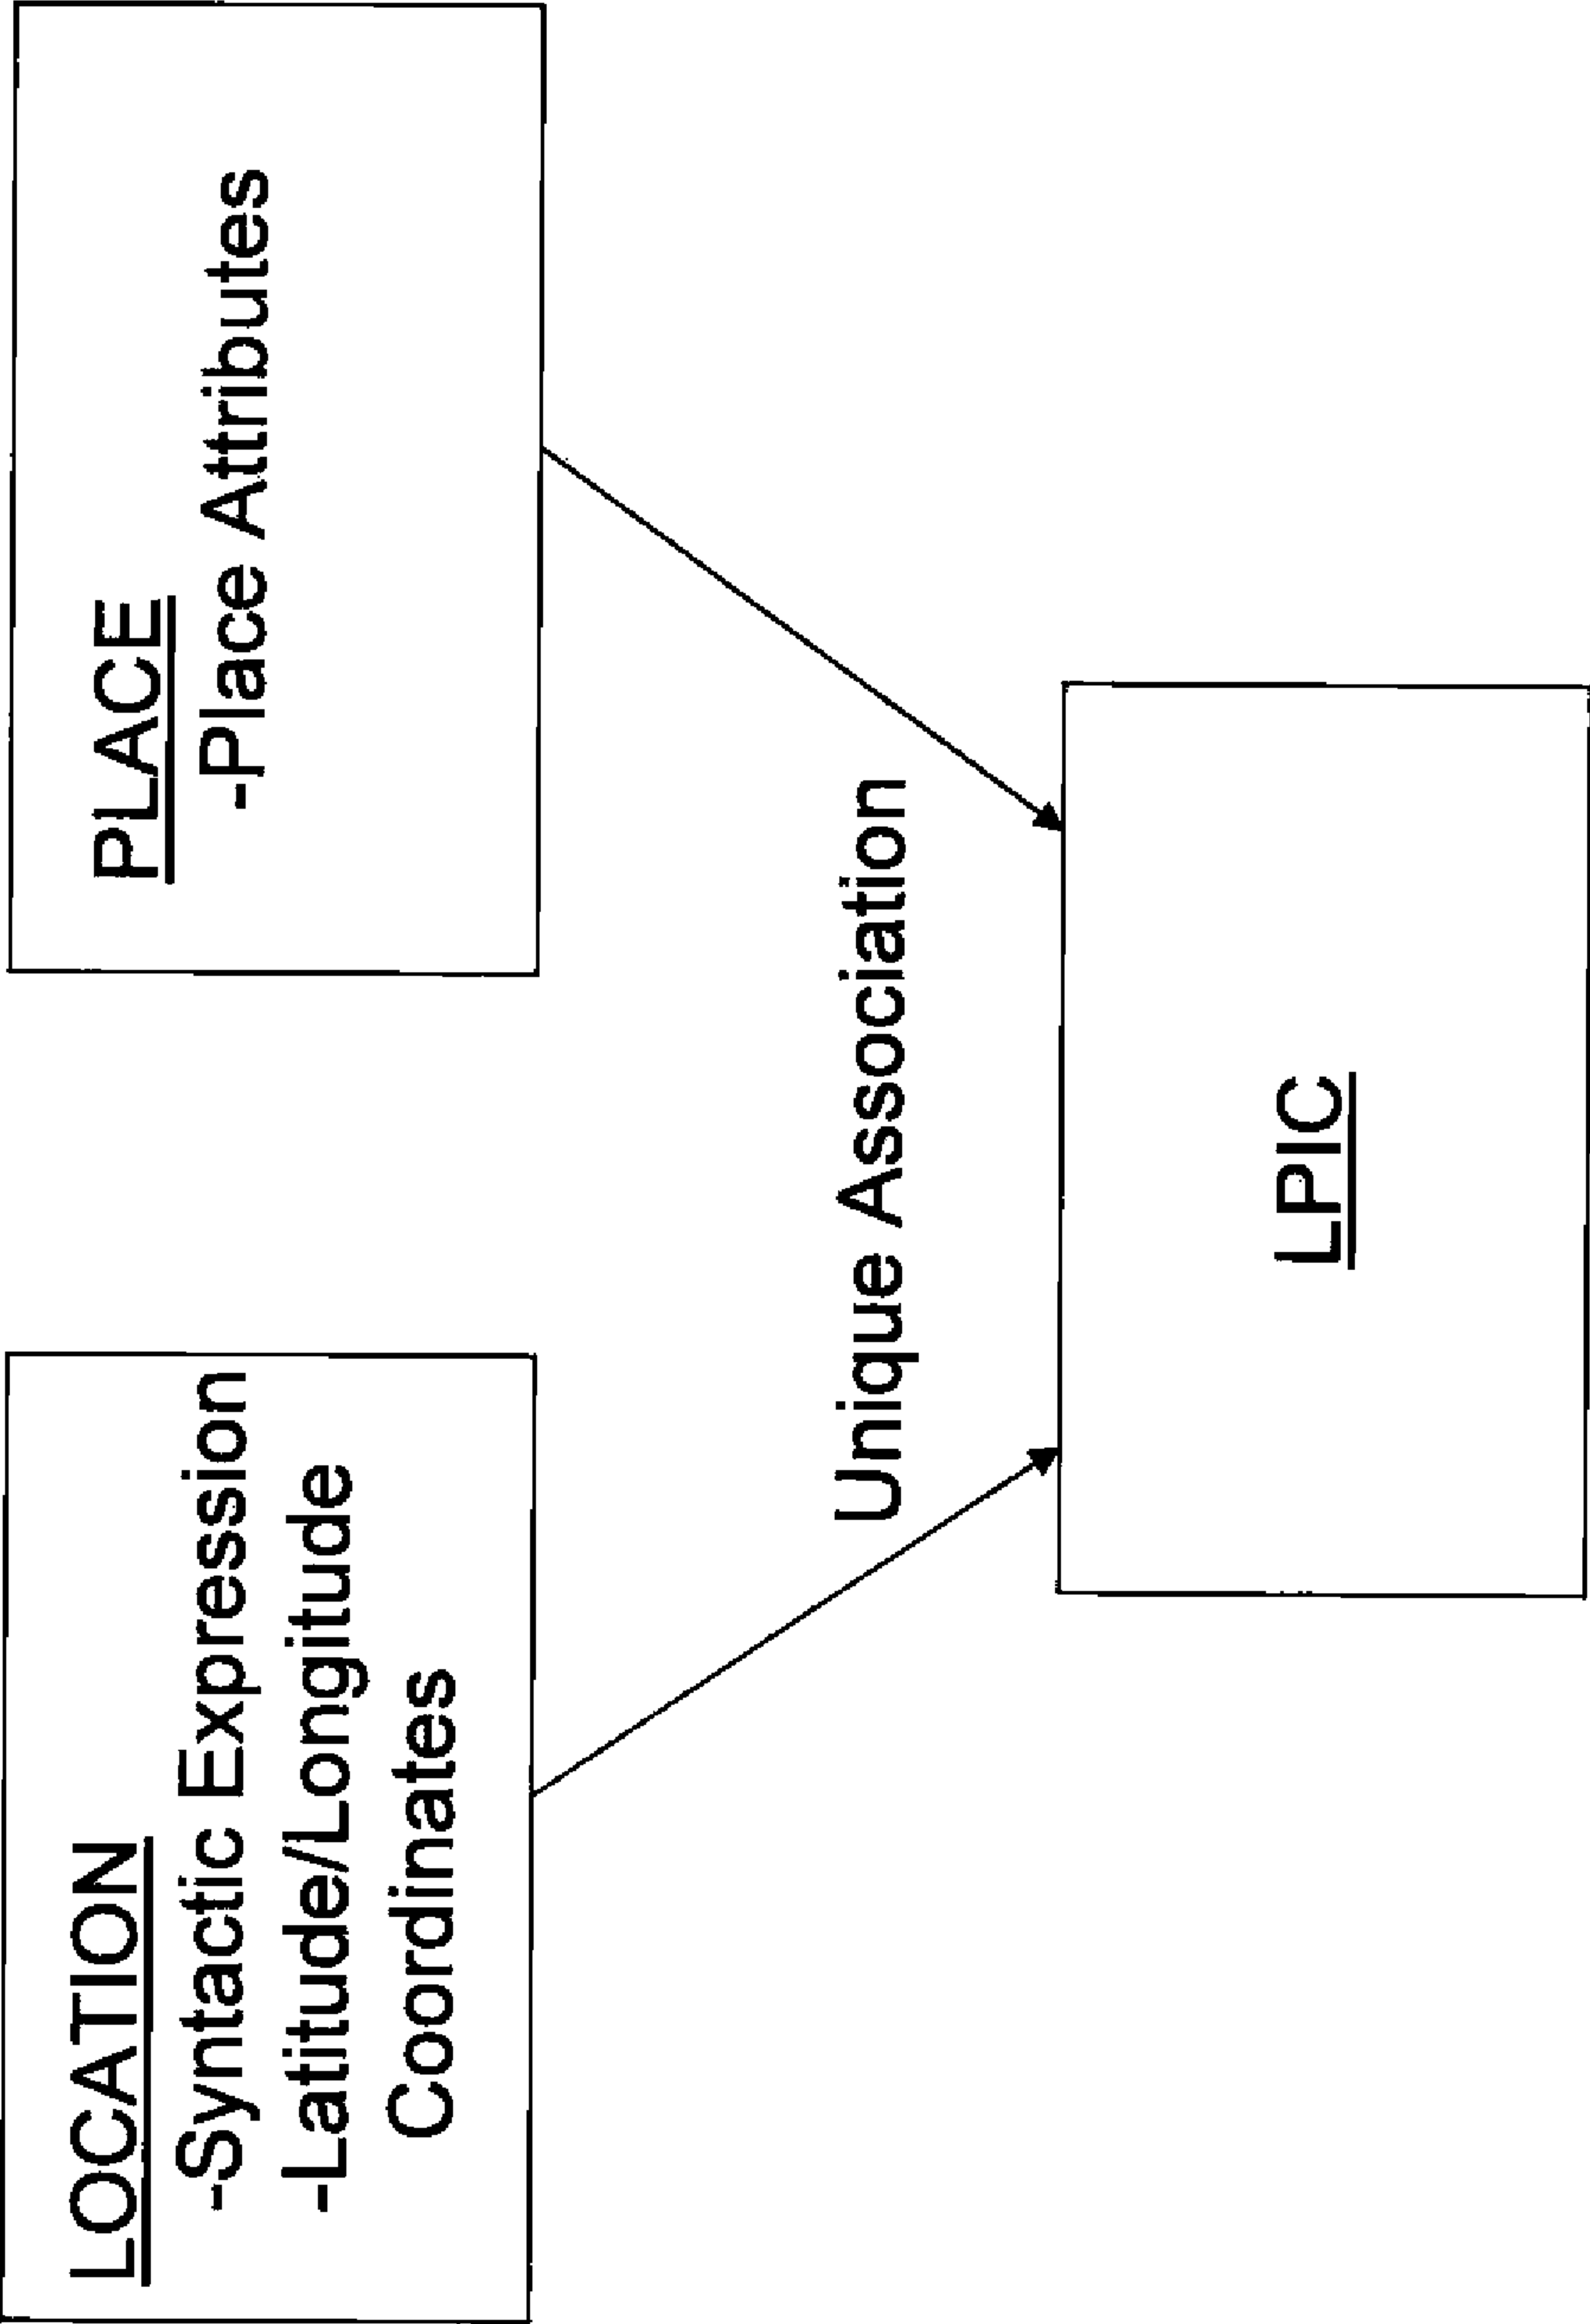 LOCATION
-Syntactic Expression
-Latitude/Longitude
Coordinates
PLACE
-Place Attributes
Unique Association
LPIC